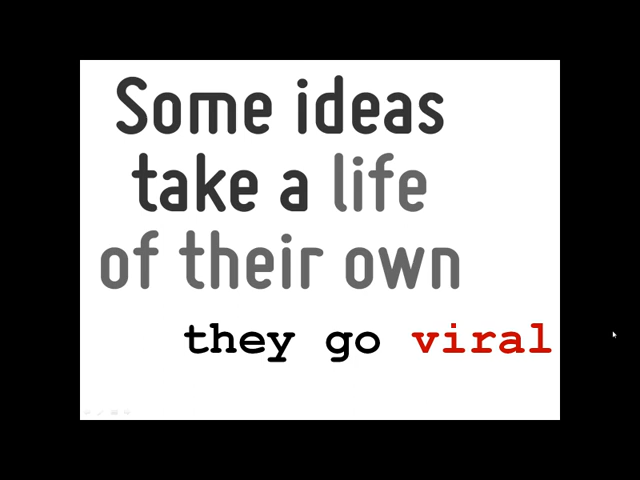 Some ideas
take a life
of their own
they go viral